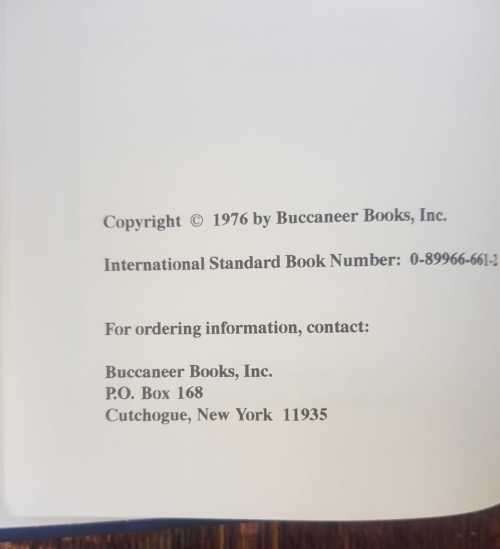 Copyright © 1976 by Buccaneer Books, Inc.
International Standard Book Number: 0-89966-661-2
For ordering information, contact:
Buccaneer Books, Inc.
P.O. Box 168
Cutchogue, New York 11935